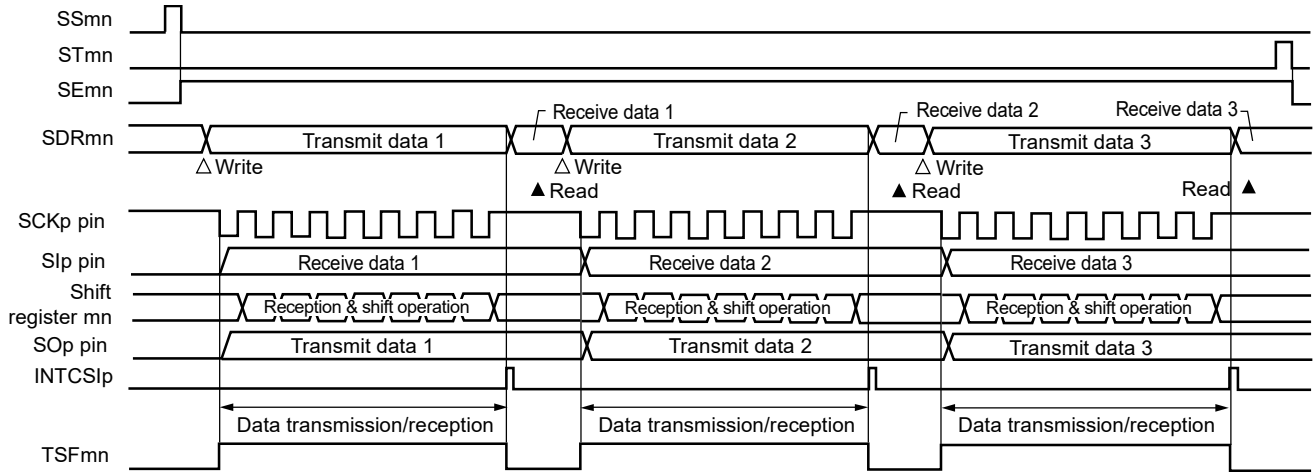 SSmn
STmn
SEmn
Receive data 1 Receive data 2 Receive data 3
SDRmn Transmit data 1 Transmit data 2 Transmit data 3
△ Write △ Write △ Write
▲ Read ▲ Read Read ▲
SCKp pin
SIp pin Receive data 1 Receive data 2 Receive data 3
Shift
register mn Reception & shift operation Reception & shift operation Reception & shift operation
SOp pin Transmit data 1 Transmit data 2 Transmit data 3
INTCSIp
Data transmission/reception Data transmission/reception Data transmission/reception
TSFmn